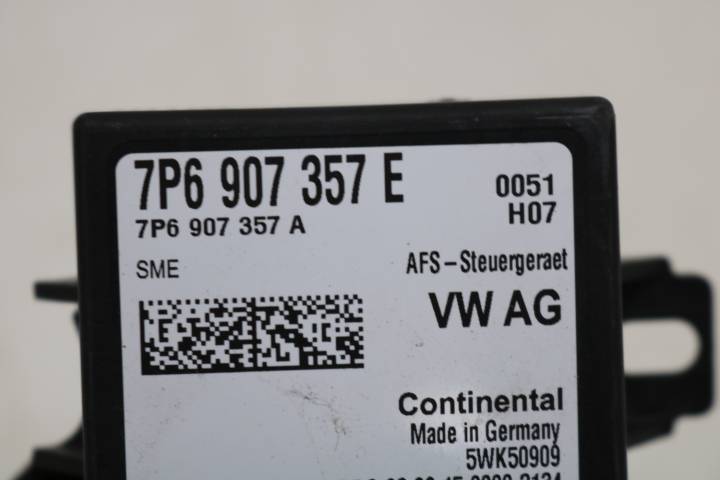 7P6 907 357 E
0051
7P6 907 357 A
H07
SME
AFS-Steuergeraet
VW AG
Continental
Made in Germany
5WK50909